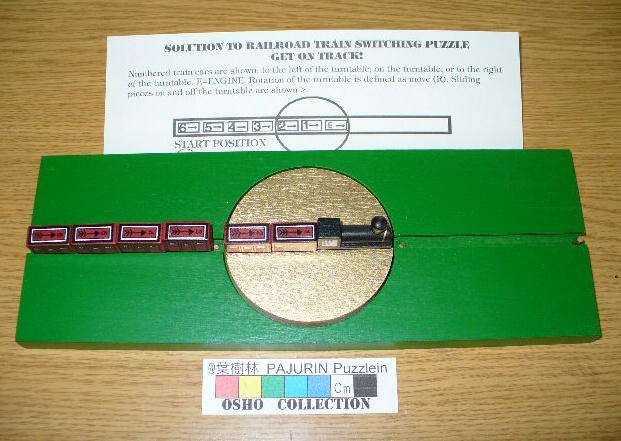 SOLUTION TO RAILROAD TRAIN SWITCHING PUZZLE
GET ON TRACK!
Numbered train cars are shown: to the left of the turntable; on the turntable; or to the right
of the turntable. E=ENGINE. Rotation of the turntable is defined as move (R). Sliding
pieces on and off the turntable are shown >.
6→ 5→ 4→ 3→ 2→ 1→ E→
START POSITION
@葉樹林 PAJURIN Puzzlein
Cm
OSHO COLLECTION